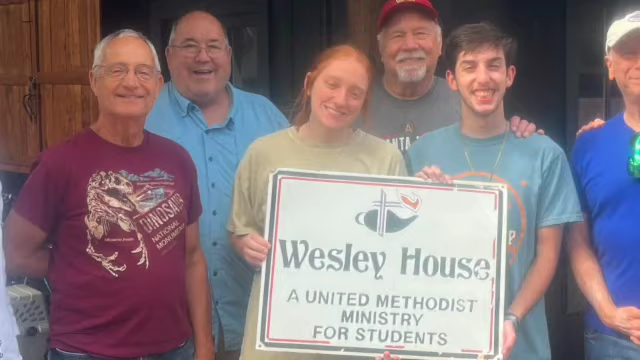 DINOSAUR
NATIONAL
MONUMENT
Wesley House
A UNITED METHODIST
MINISTRY
FOR STUDENTS